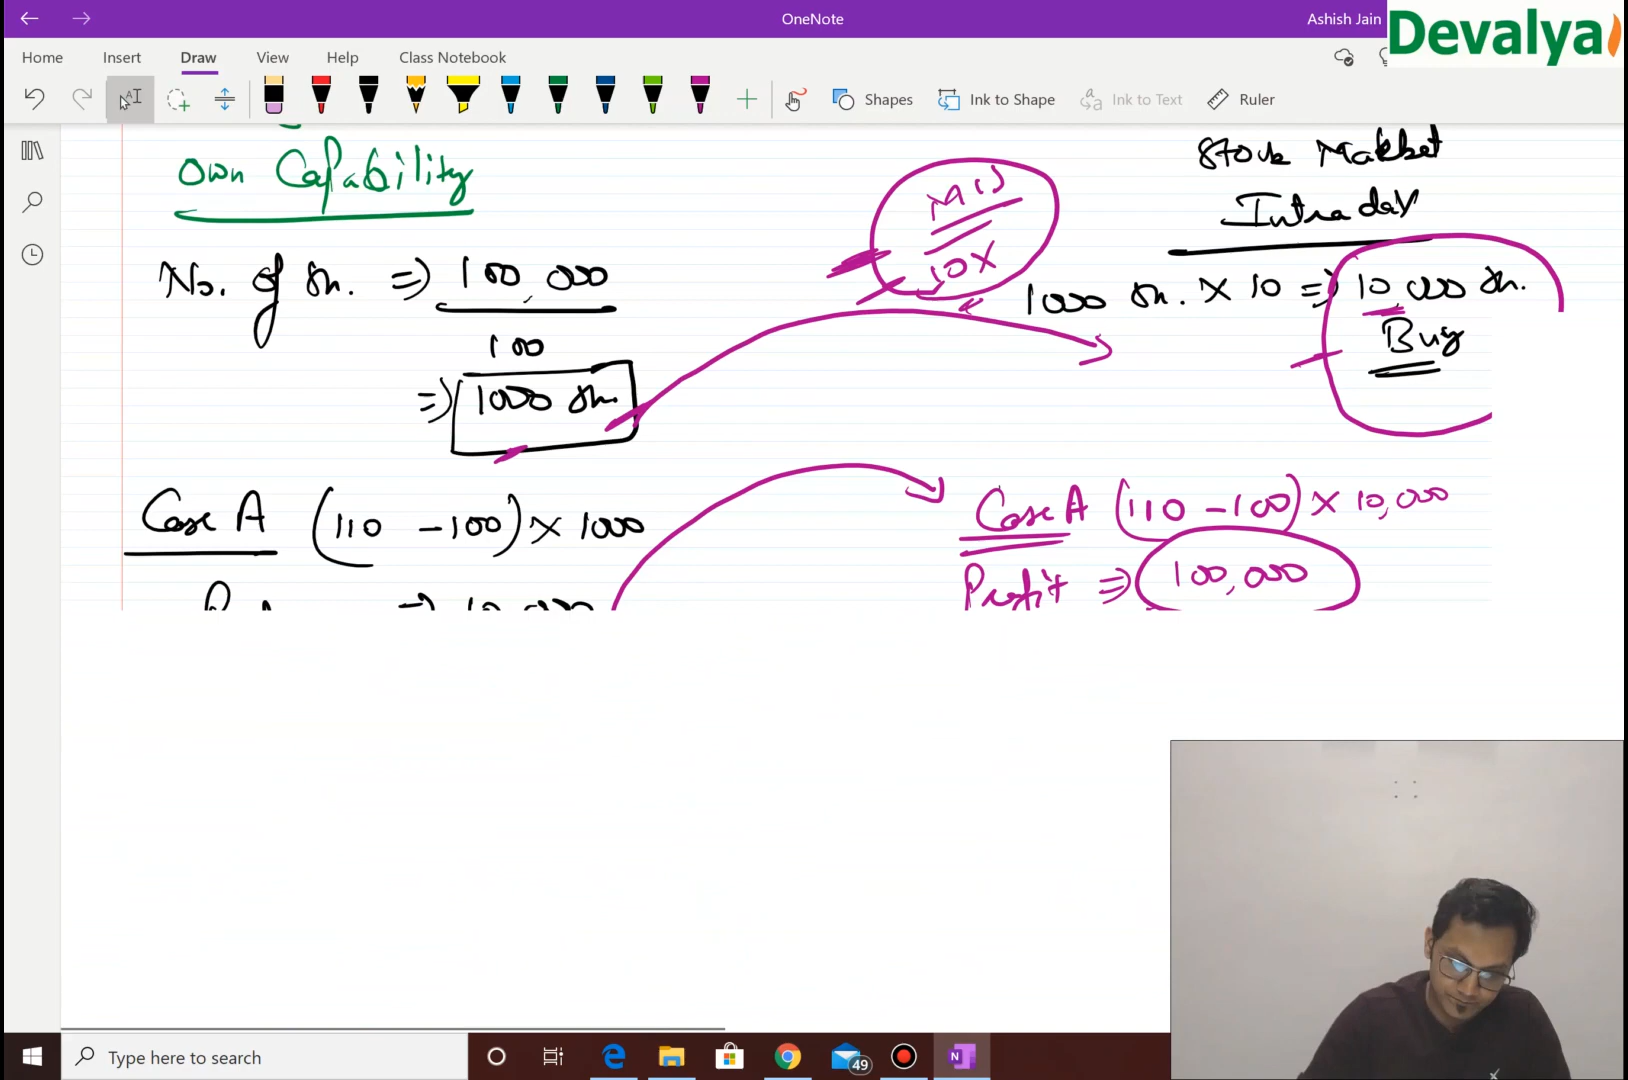 OneNote
Ashish Jain
Devalya
Home Insert Draw View Help Class Notebook
Shapes Ink to Shape Ink to Text Ruler
Own Capability
Stock Market
Intraday
MIS
10X
No. of Sh. ⇒ 100,000
100
⇒ 1000 Sh.
1000 Sh. X 10 ⇒ 10,000 Sh.
Buy
Case A (110 - 100) X 1000
⇒ 10,000
Case A (110 - 100) X 10,000
Profit ⇒ 100,000
Type here to search
49
N